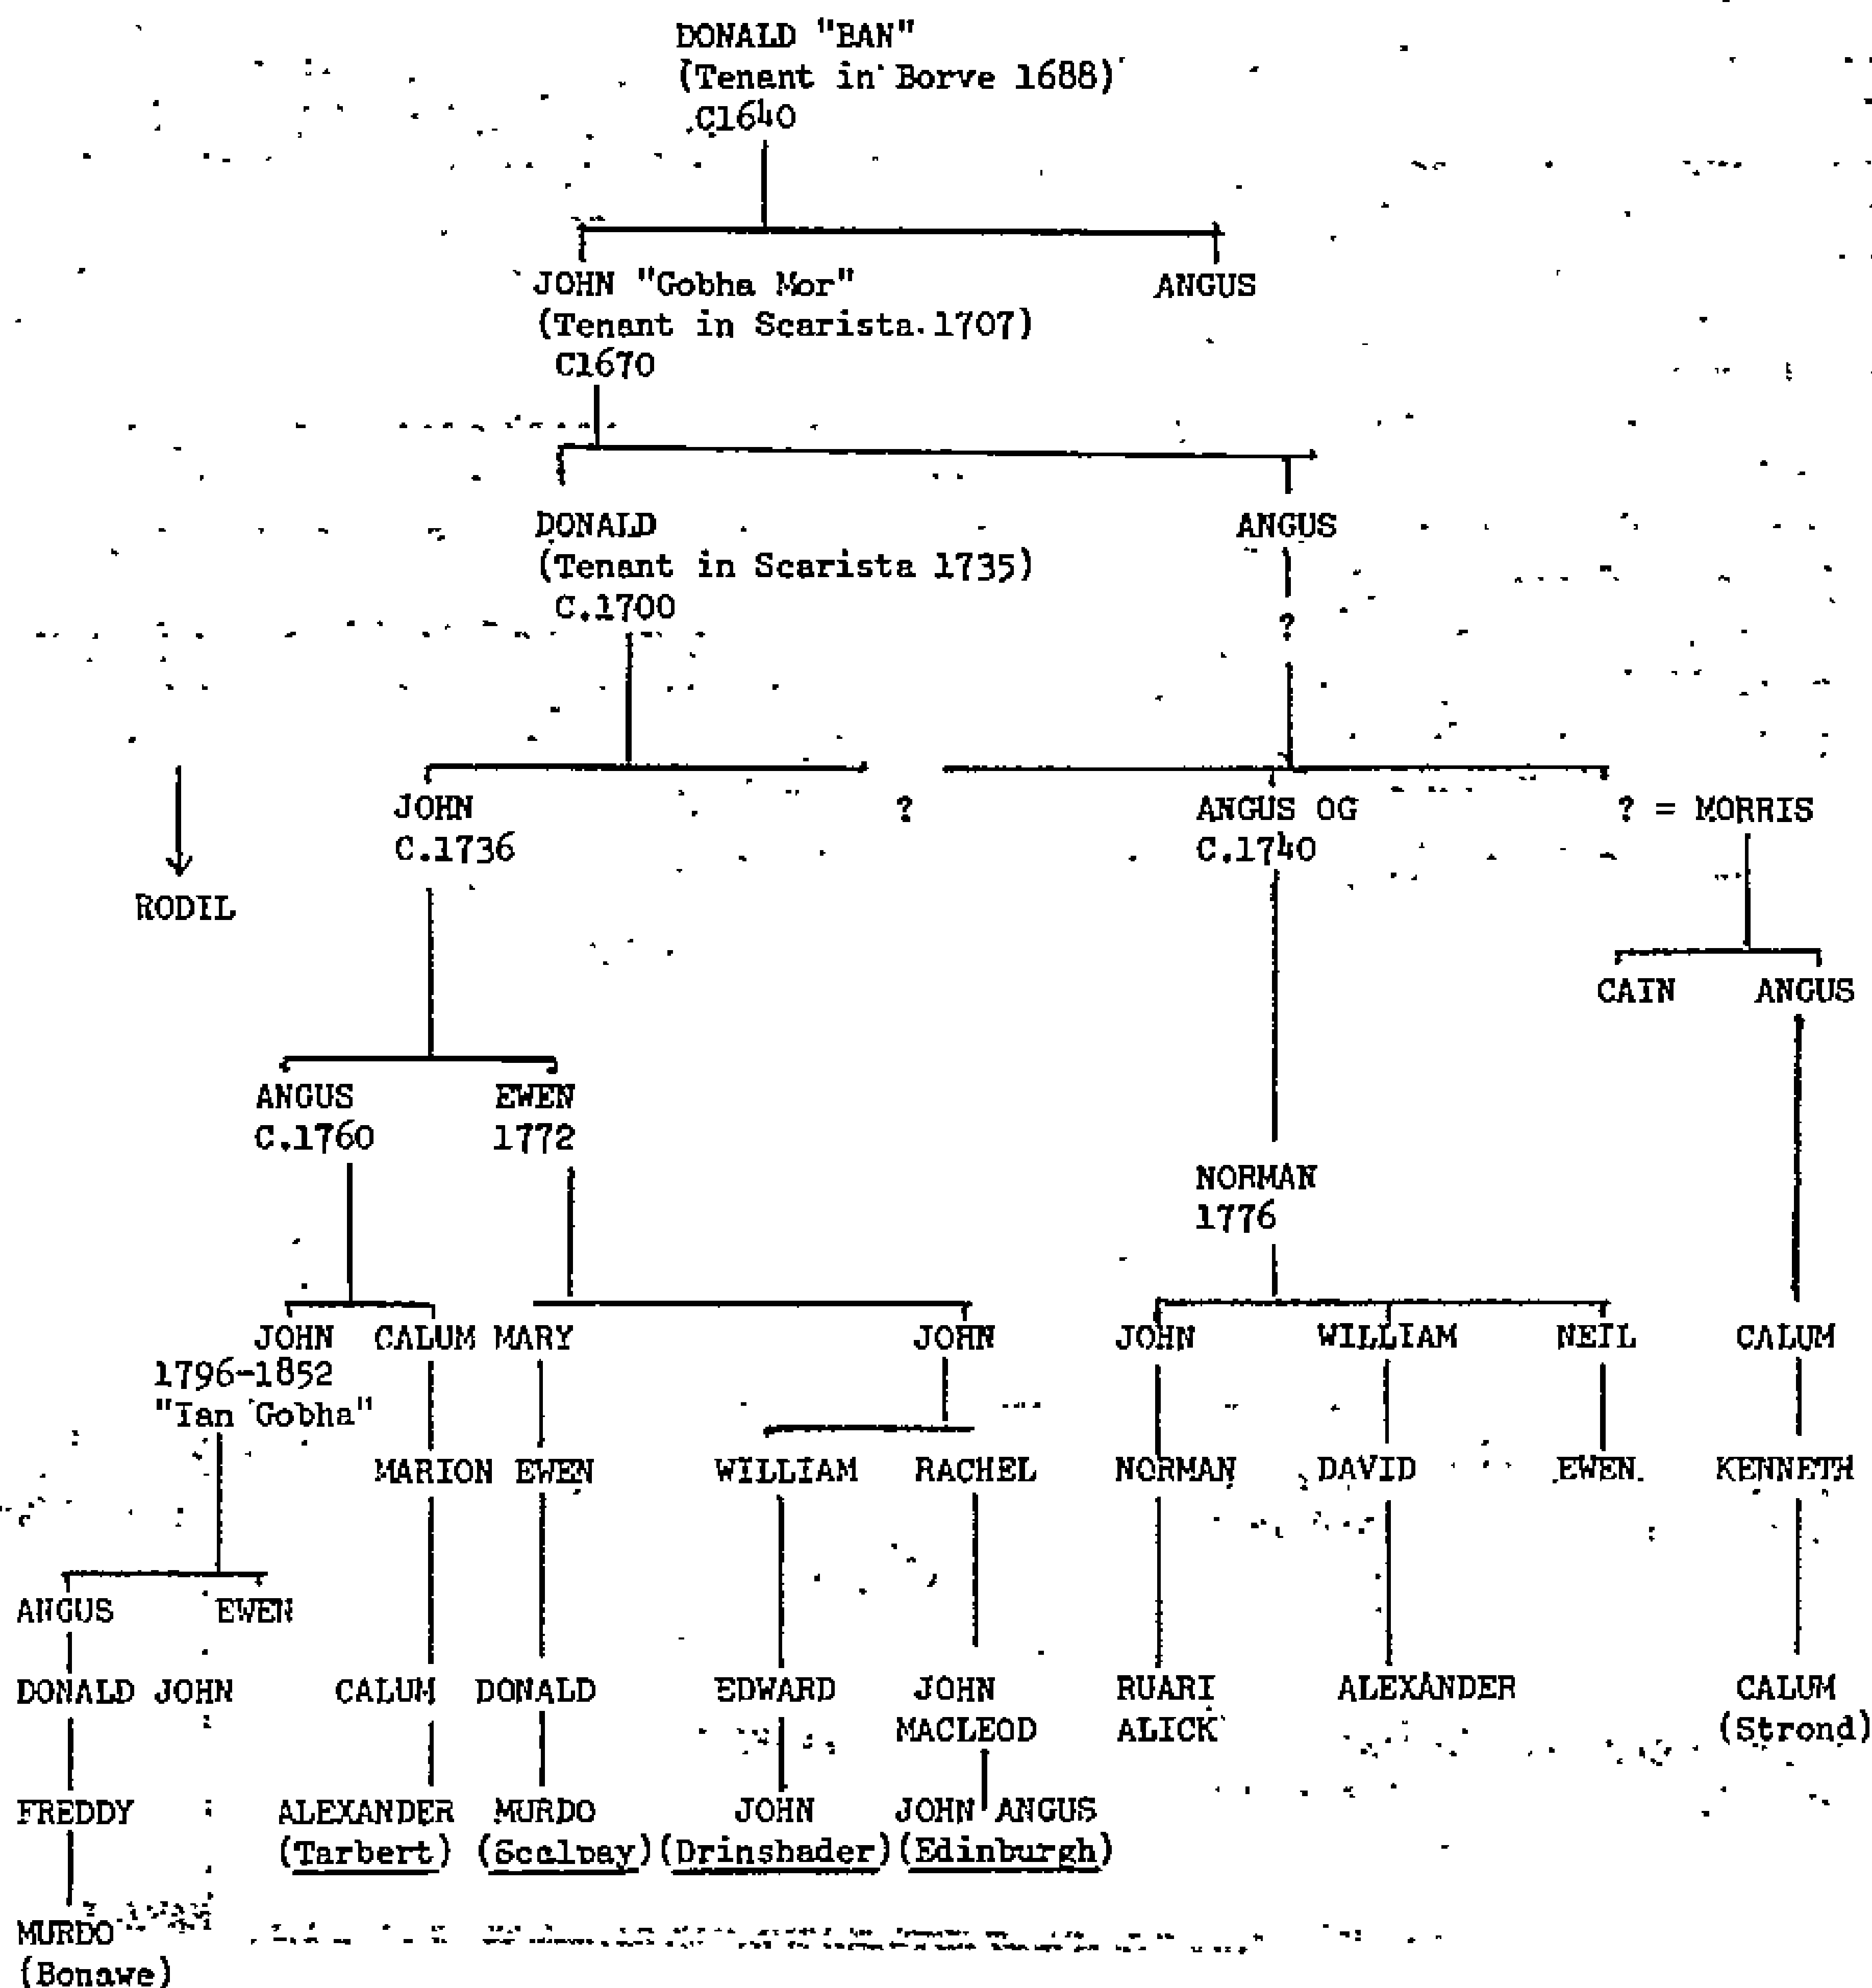 DONALD "BAN"
(Tenant in Borve 1688)
C1640
JOHN "Gobha Mor"
ANGUS
(Tenant in Scarista 1707)
C1670
DONALD
ANGUS
(Tenant in Scarista 1735)
C.1700
?
JOHN
?
ANGUS OG
? = MORRIS
C.1736
C.1740
RODIL
CAIN
ANGUS
ANGUS
EWEN
C.1760
1772
NORMAN
1776
JOHN
CALUM
MARY
JOHN
JOHN
WILLIAM
NEIL
CALUM
1796-1852
"Ian Gobha"
MARION
EWEN
WILLIAM
RACHEL
NORMAN
DAVID
EWEN
KENNETH
ANGUS
EWEN
DONALD
JOHN
CALUM
DONALD
EDWARD
JOHN
RUARI
ALEXANDER
CALUM
MACLEOD
ALICK
(Strond)
FREDDY
ALEXANDER
MURDO
JOHN
JOHN ANGUS
(Tarbert)
(Scalpay)
(Drinshader)
(Edinburgh)
MURDO
(Bonawe)